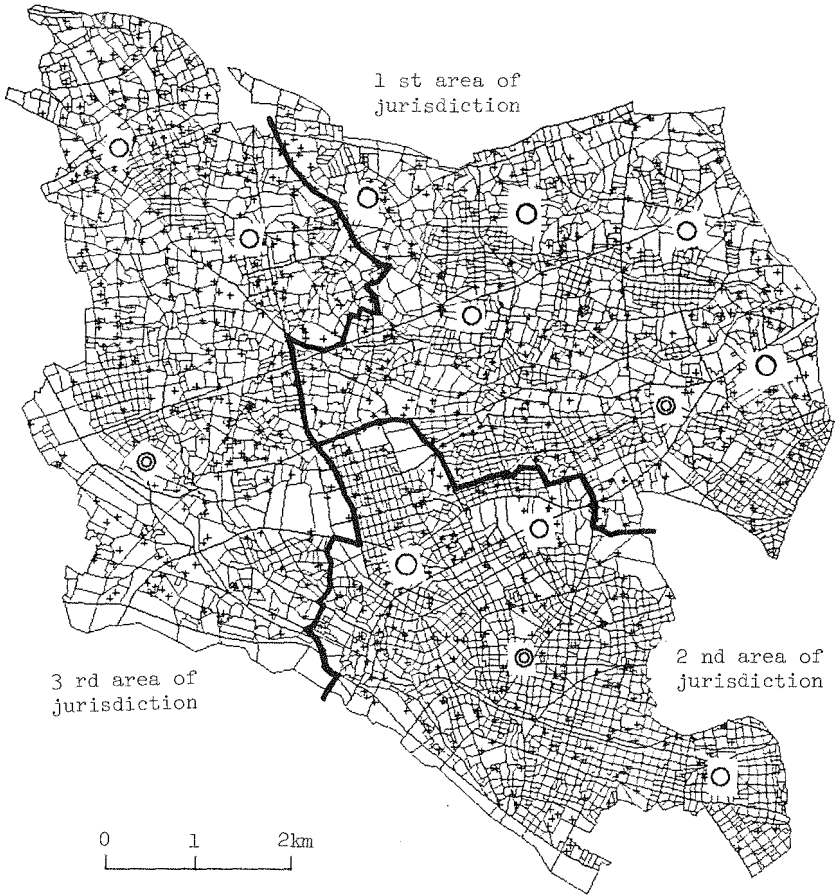 1 st area of
jurisdiction
2 nd area of
jurisdiction
3 rd area of
jurisdiction
0 1 2km